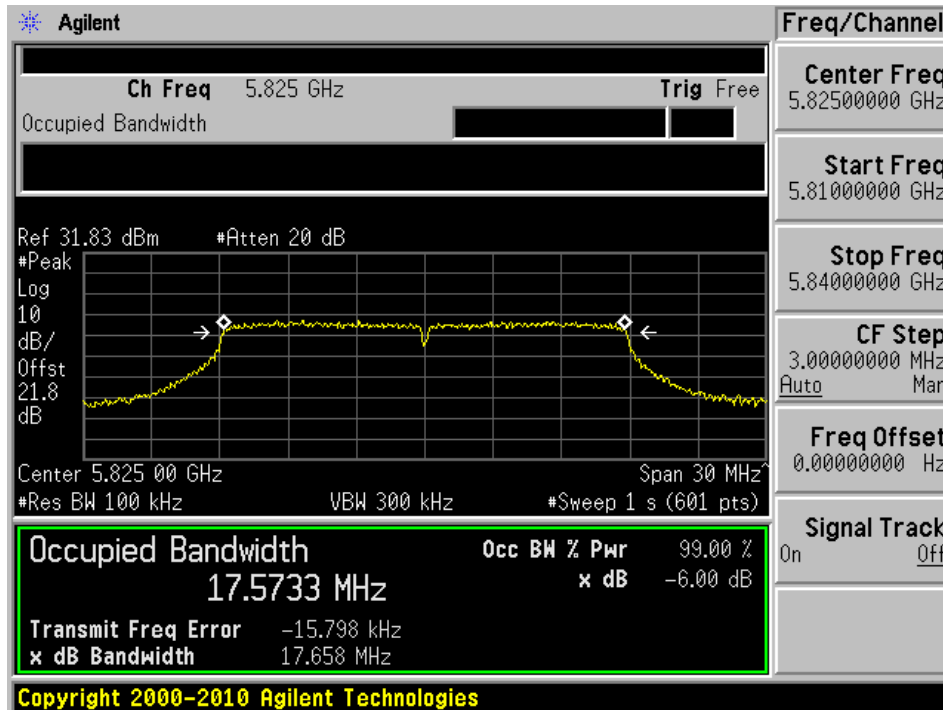 Agilent
Freq/Channel
Ch Freq 5.825 GHz Trig Free
Occupied Bandwidth
Center Freq
5.82500000 GHz
Start Freq
5.81000000 GHz
Stop Freq
5.84000000 GHz
CF Step
3.00000000 MHz
Auto Man
Freq Offset
0.00000000 Hz
Signal Track
On Off
Ref 31.83 dBm #Atten 20 dB
#Peak
Log
10
dB/
Offst
21.8
dB
Center 5.825 00 GHz Span 30 MHz^
#Res BW 100 kHz VBW 300 kHz #Sweep 1 s (601 pts)
Occupied Bandwidth Occ BW % Pwr 99.00 %
17.5733 MHz x dB -6.00 dB
Transmit Freq Error -15.798 kHz
x dB Bandwidth 17.658 MHz
Copyright 2000-2010 Agilent Technologies